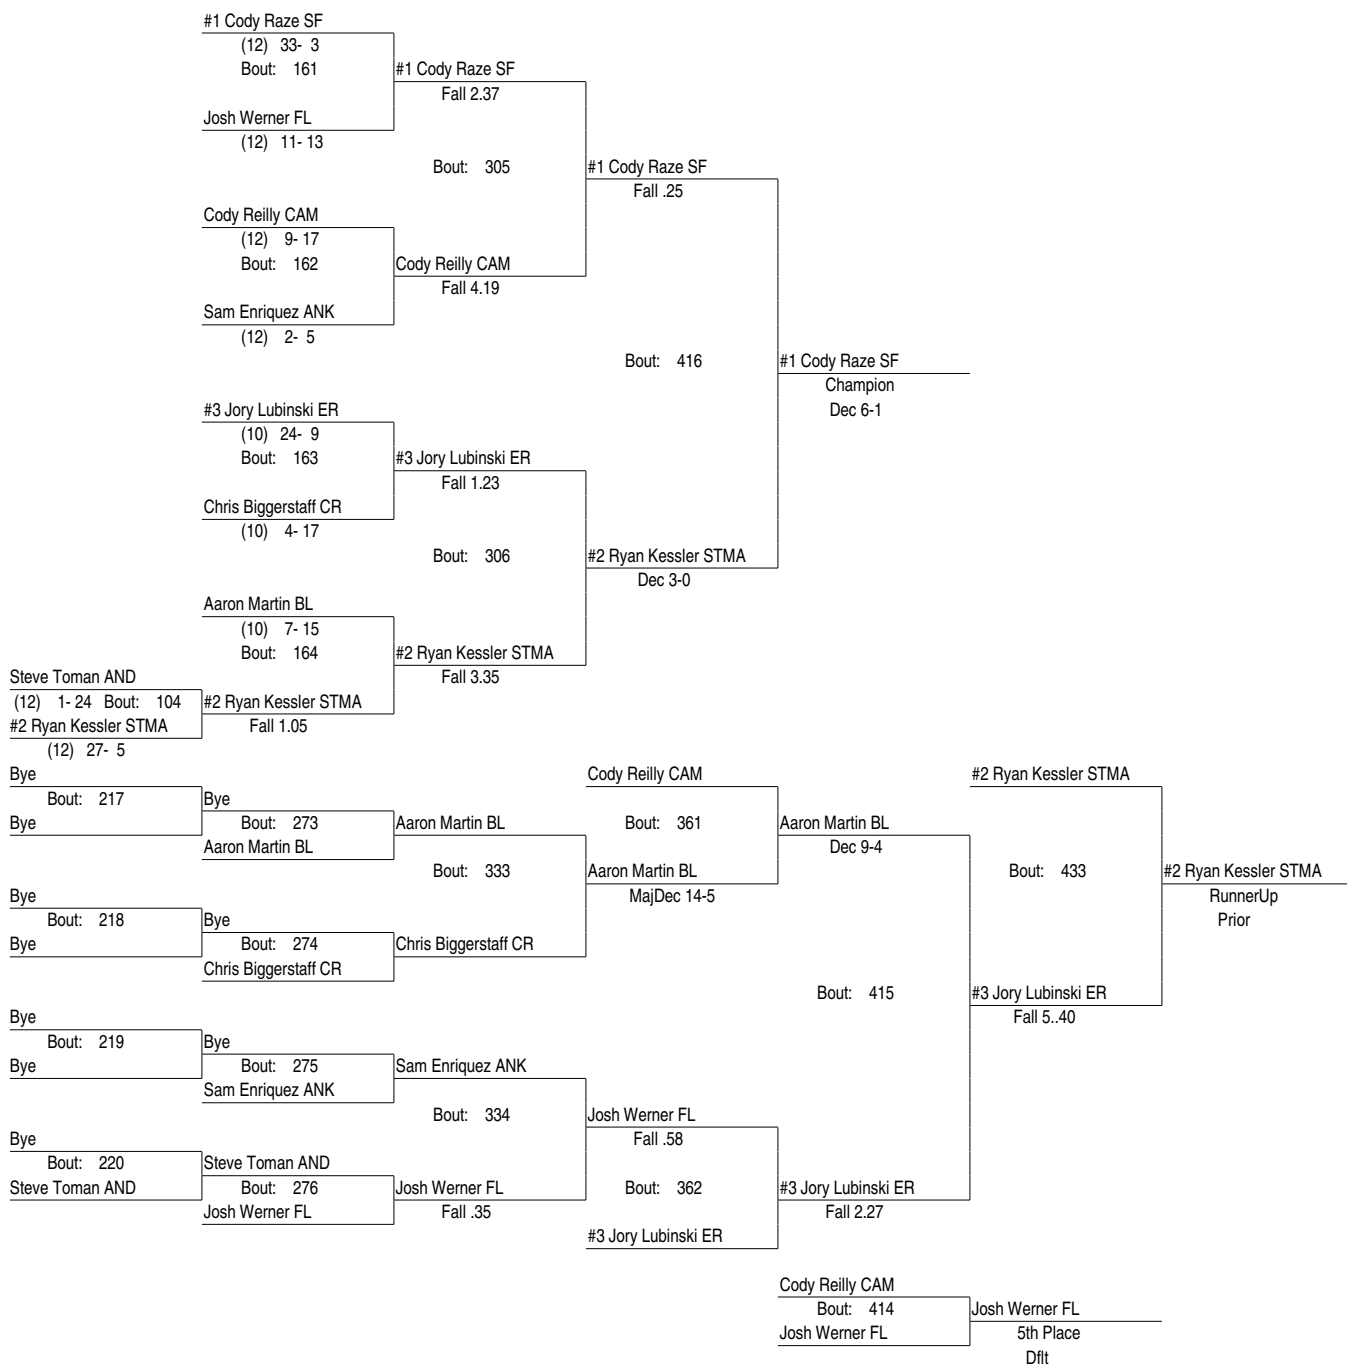 #1 Cody Raze SF
(12) 33- 3
Bout: 161
#1 Cody Raze SF
Fall 2.37
Josh Werner FL
(12) 11- 13
Bout: 305
#1 Cody Raze SF
Fall .25
Cody Reilly CAM
(12) 9- 17
Bout: 162
Cody Reilly CAM
Fall 4.19
Sam Enriquez ANK
(12) 2- 5
Bout: 416
#1 Cody Raze SF
Champion
Dec 6-1
#3 Jory Lubinski ER
(10) 24- 9
Bout: 163
#3 Jory Lubinski ER
Fall 1.23
Chris Biggerstaff CR
(10) 4- 17
Bout: 306
#2 Ryan Kessler STMA
Dec 3-0
Aaron Martin BL
(10) 7- 15
Bout: 164
#2 Ryan Kessler STMA
Fall 3.35
Steve Toman AND
(12) 1- 24 Bout: 104
#2 Ryan Kessler STMA
#2 Ryan Kessler STMA
Fall 1.05
(12) 27- 5
Bye
Bout: 217
Bye
Bye
Bout: 273
Aaron Martin BL
Aaron Martin BL
Bout: 333
Cody Reilly CAM
Bout: 361
Aaron Martin BL
Dec 9-4
Aaron Martin BL
MajDec 14-5
#2 Ryan Kessler STMA
Bout: 433
#2 Ryan Kessler STMA
RunnerUp
Prior
Bye
Bout: 218
Bye
Bye
Bout: 274
Chris Biggerstaff CR
Chris Biggerstaff CR
Bout: 415
#3 Jory Lubinski ER
Fall 5..40
Bye
Bout: 219
Bye
Bye
Bout: 275
Sam Enriquez ANK
Sam Enriquez ANK
Bout: 334
Josh Werner FL
Fall .58
Bye
Bout: 220
Steve Toman AND
Steve Toman AND
Bout: 276
Josh Werner FL
Josh Werner FL
Fall .35
Bout: 362
#3 Jory Lubinski ER
Fall 2.27
#3 Jory Lubinski ER
Cody Reilly CAM
Bout: 414
Josh Werner FL
Josh Werner FL
5th Place
Dflt